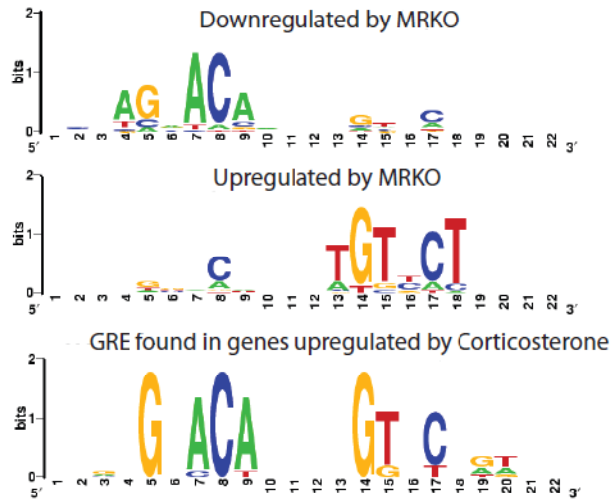 Downregulated by MRKO
2
bits 1
0
A G A C A G T C
5′ 1 2 3 4 5 6 7 8 9 10 11 12 13 14 15 16 17 18 19 20 21 22 3′
Upregulated by MRKO
2
bits 1
0
G C A T G T T C C A T C
5′ 1 2 3 4 5 6 7 8 9 10 11 12 13 14 15 16 17 18 19 20 21 22 3′
GRE found in genes upregulated by Corticosterone
2
bits 1
0
G A C A G T G C T G A T A
5′ 1 2 3 4 5 6 7 8 9 10 11 12 13 14 15 16 17 18 19 20 21 22 3′